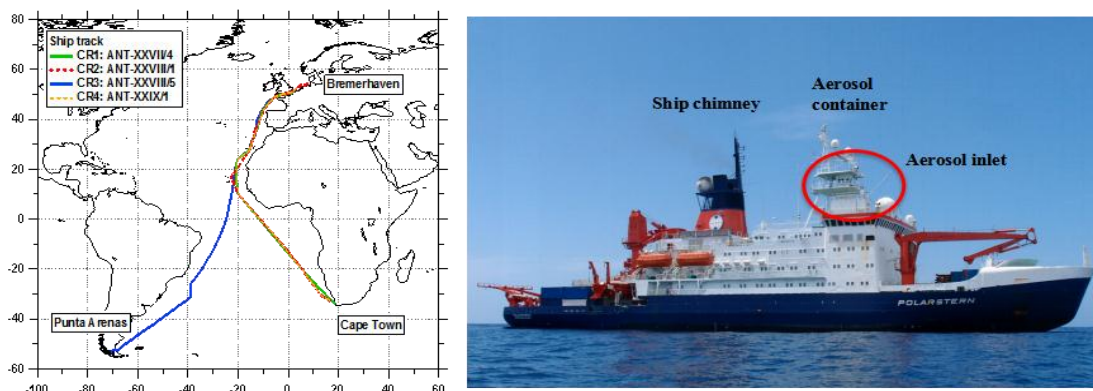 80
60
40
20
0
-20
-40
-60
-100
-80
-60
-40
-20
0
20
40
60
Ship track
CR1: ANT-XXVII/4
CR2: ANT-XXVIII/1
CR3: ANT-XXVIII/5
CR4: ANT-XXIX/1
Bremerhaven
Punta Arenas
Cape Town
Ship chimney
Aerosol
container
Aerosol inlet
POLARSTERN